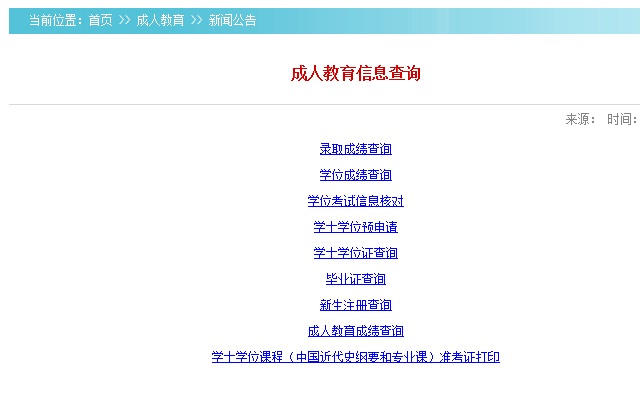 当前位置：首页 >> 成人教育 >> 新闻公告
成人教育信息查询
来源： 时间：
录取成绩查询
学位成绩查询
学位考试信息核对
学士学位预申请
学士学位证查询
毕业证查询
新生注册查询
成人教育成绩查询
学士学位课程（中国近代史纲要和专业课）准考证打印